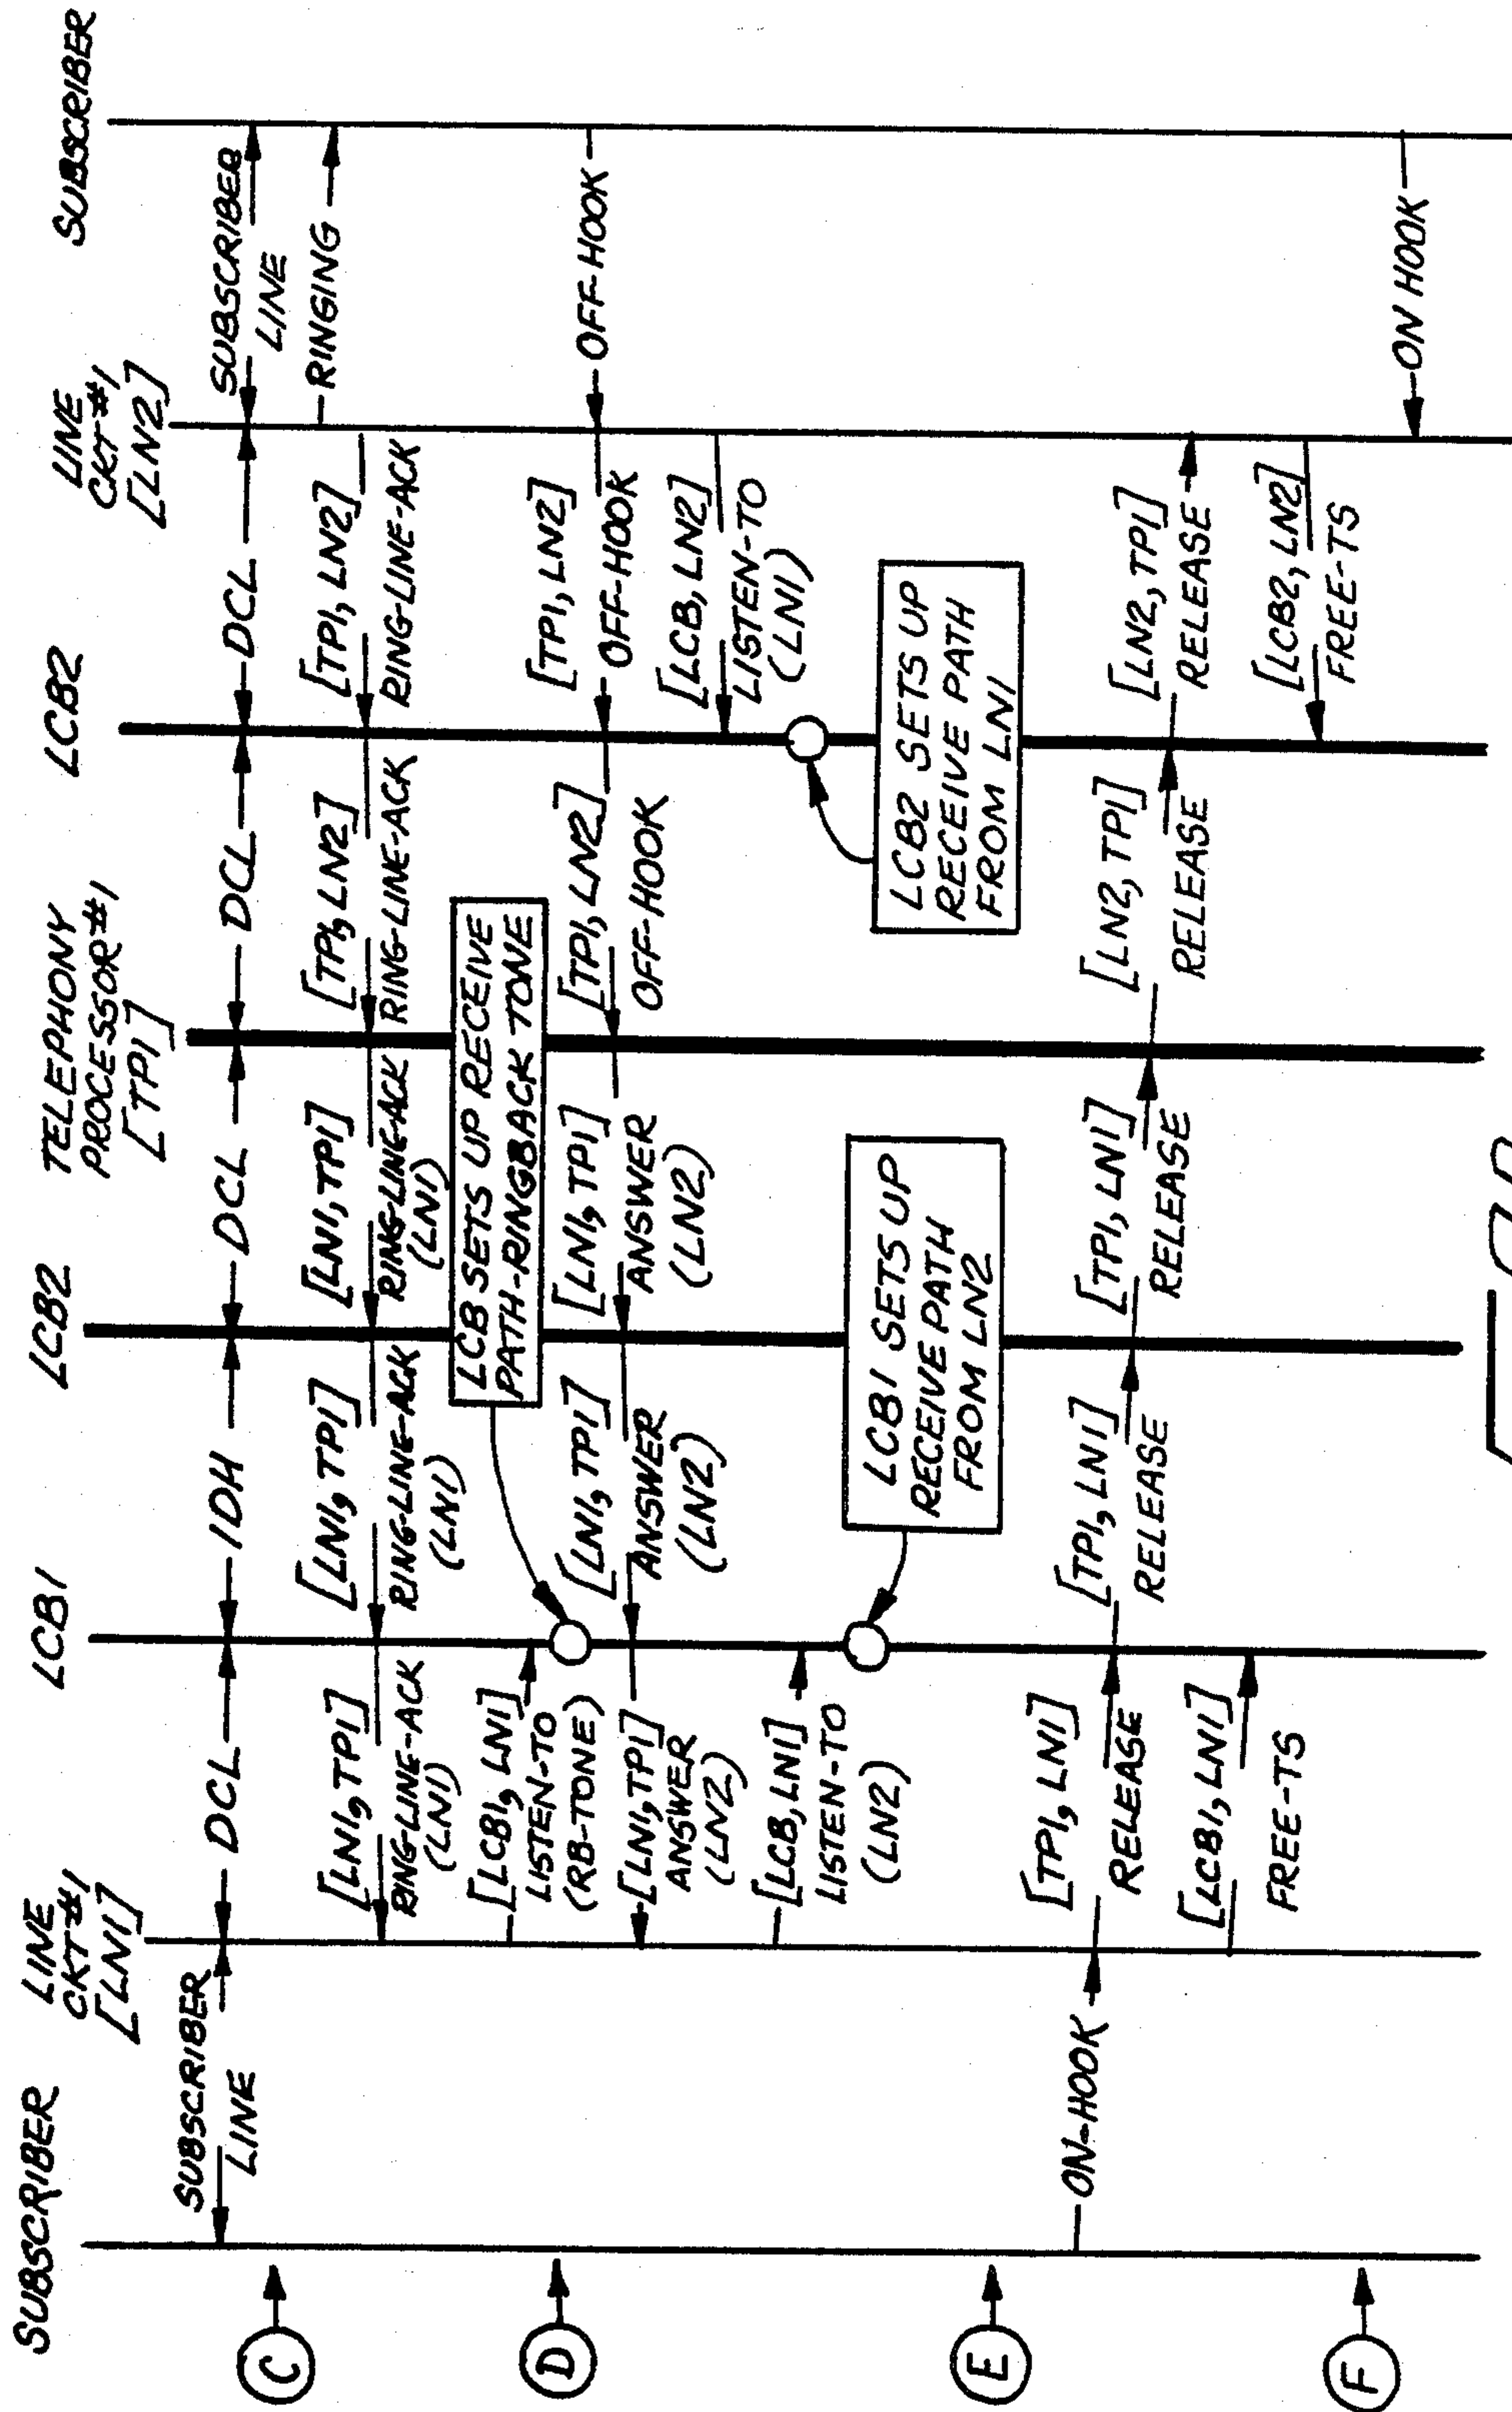 SUBSCRIBER
LINE
CKT #1
[LN1]
LCB1
LCB2
TELEPHONY
PROCESSOR #1
[TP1]
LCB2
LINE
CKT #1
[LN2]
SUBSCRIBER
SUBSCRIBER
LINE
DCL
IDH
DCL
DCL
DCL
SUBSCRIBER
LINE
C
RINGING
[LN1, TP1]
RING-LINE-ACK
(LN1)
[LN1, TP1]
RING-LINE-ACK
(LN1)
[LN1, TP1]
RING-LINE-ACK
(LN1)
[TP1, LN2]
RING-LINE-ACK
[TP1, LN2]
RING-LINE-ACK
[LCB1, LN1]
LISTEN-TO
(RB-TONE)
LCB SETS UP RECEIVE
PATH-RINGBACK TONE
D
OFF-HOOK
[LN1, TP1]
ANSWER
(LN2)
[LN1, TP1]
ANSWER
(LN2)
[LN1, TP1]
ANSWER
(LN2)
[TP1, LN2]
OFF-HOOK
[TP1, LN2]
OFF-HOOK
[LCB, LN1]
LISTEN-TO
(LN2)
[LCB, LN2]
LISTEN-TO
(LN1)
LCB1 SETS UP
RECEIVE PATH
FROM LN2
LCB2 SETS UP
RECEIVE PATH
FROM LN1
E
ON-HOOK
[TP1, LN1]
RELEASE
[TP1, LN1]
RELEASE
[TP1, LN1]
RELEASE
[LN2, TP1]
RELEASE
[LN2, TP1]
RELEASE
[LCB1, LN1]
FREE-TS
[LCB2, LN2]
FREE-TS
F
ON HOOK